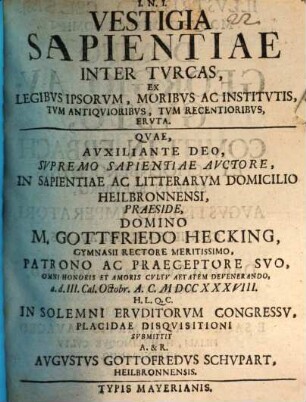 I. N. I.
VESTIGIA
SAPIENTIAE
INTER TVRCAS,
EX
LEGIBVS IPSORVM, MORIBVS AC INSTITVTIS,
TVM ANTIQVIORIBVS, TVM RECENTIORIBVS,
ERVTA.
QVAE,
AVXILIANTE DEO,
SVPREMO SAPIENTIAE AVCTORE,
IN SAPIENTIAE AC LITTERARVM DOMICILIO
HEILBRONNENSI,
PRAESIDE,
DOMINO
M, GOTTFRIEDO HECKING,
GYMNASII RECTORE MERITISSIMO,
PATRONO AC PRAECEPTORE SVO,
OMNI HONORIS ET AMORIS CVLTV AETATEM DEVENERANDO,
a. d. III. Cal. Octobr. A. C. MDCCXXXVIII.
H. L. Q. C.
IN SOLEMNI ERVDITORVM CONGRESSV,
PLACIDAE DISQVISITIONI
SVBMITTIT
A. & R.
AVGVSTVS GOTTOFREDVS SCHVPART,
HEILBRONNENSIS.
TYPIS MAYERIANIS.